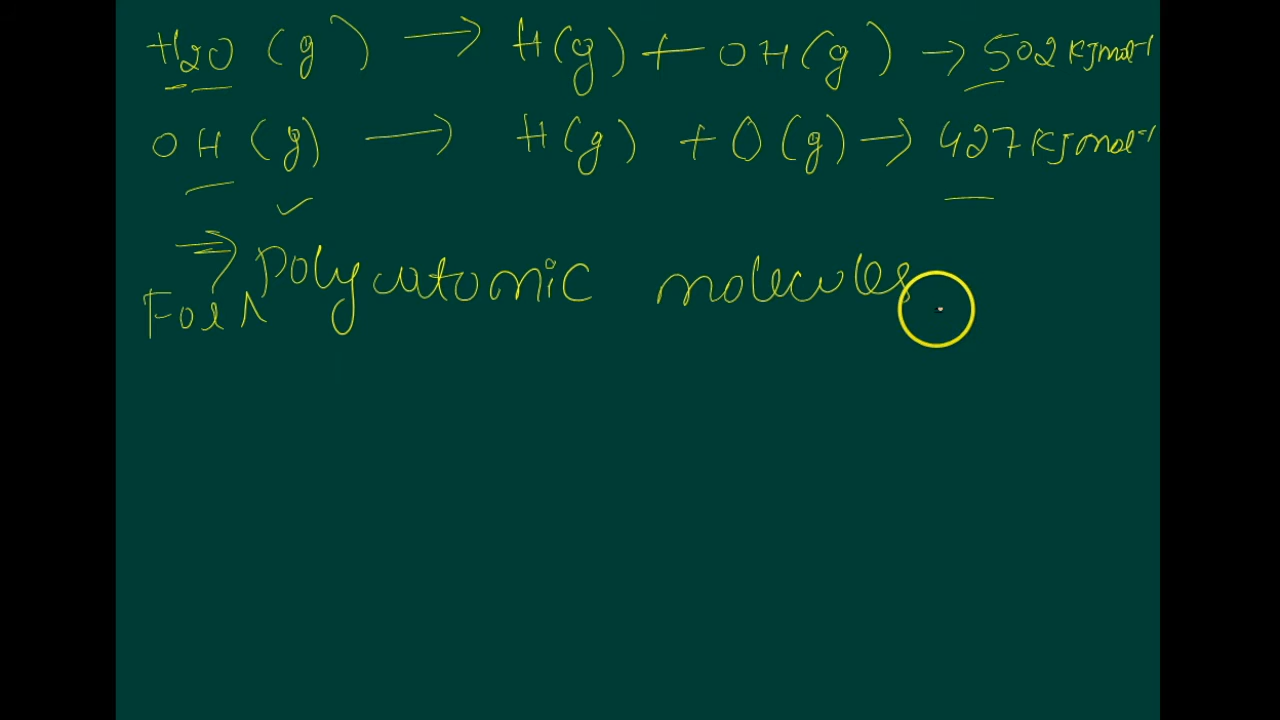 H2O (g) → H(g) + OH(g) → 502 KJmol-1
OH (g) → H(g) + O(g) → 427 KJmol-1
⇒ polyatomic molecules
For